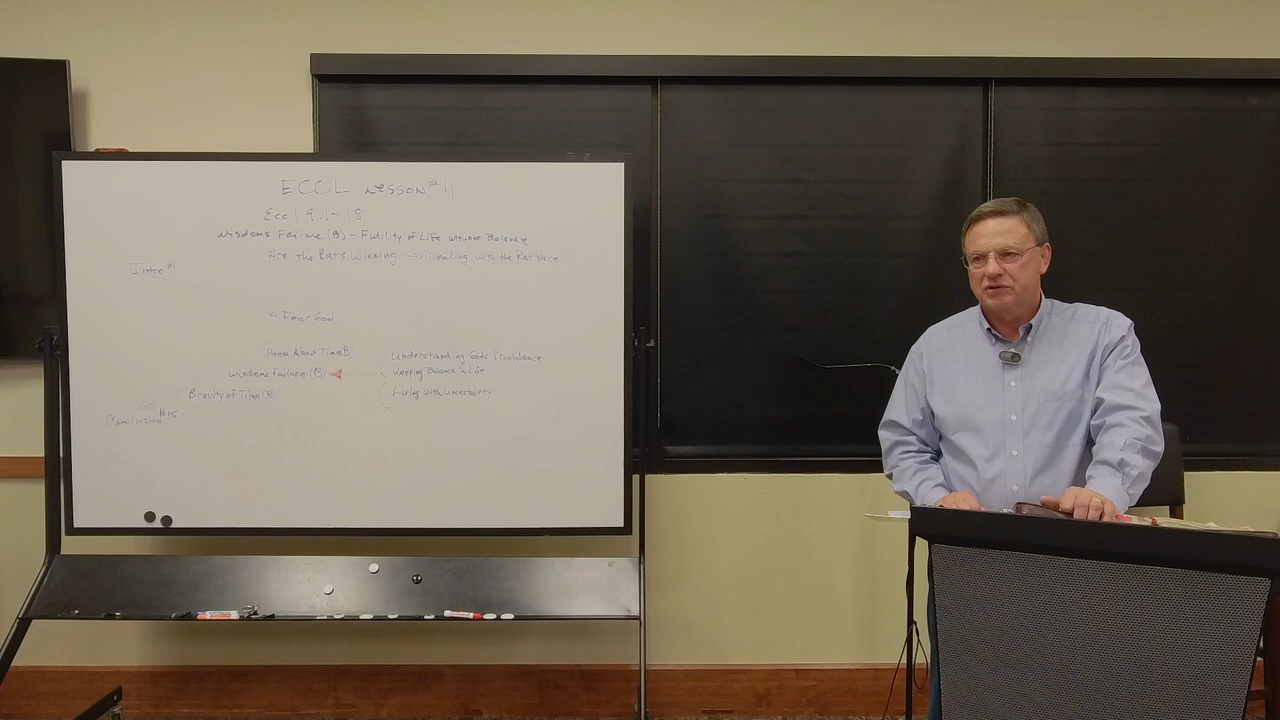 ECCL Lesson #11
Eccl 9:1-18
Wisdoms Failure (B) - Futility of Life without Balance
Are the Rats Winning → Dealing with the Rat Race
Intro #1
Fear God
Poem About Time (B)
Understanding Gods Providence
Wisdoms Failure (B)
Keeping Balance in Life
Brevity of Time (B)
Living with Uncertainty
#15